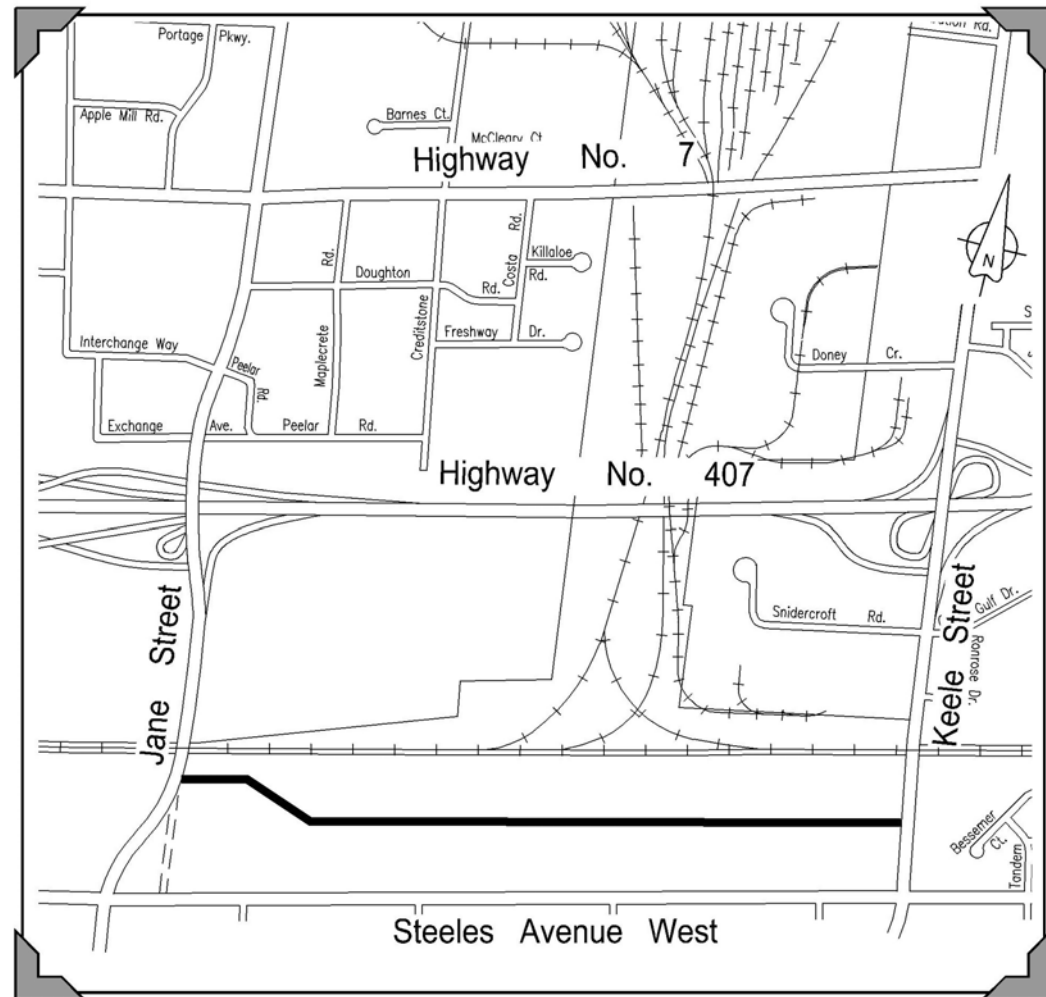 Portage Pkwy.
Apple Mill Rd.
Barnes Ct.
McCleary Ct
Highway No. 7
Rd.
Doughton
Rd.
Costa
Rd.
Killaloe
Rd.
Creditstone
Freshway Dr.
Maplecrete
Interchange Way
Peelar
Rd.
Exchange Ave.
Peelar Rd.
N
Doney Cr.
S
Highway No. 407
Jane Street
Snidercroft Rd.
Gulf Dr.
Ronrose Dr.
Keele Street
Bessemer
Ct.
Tandem
Steeles Avenue West